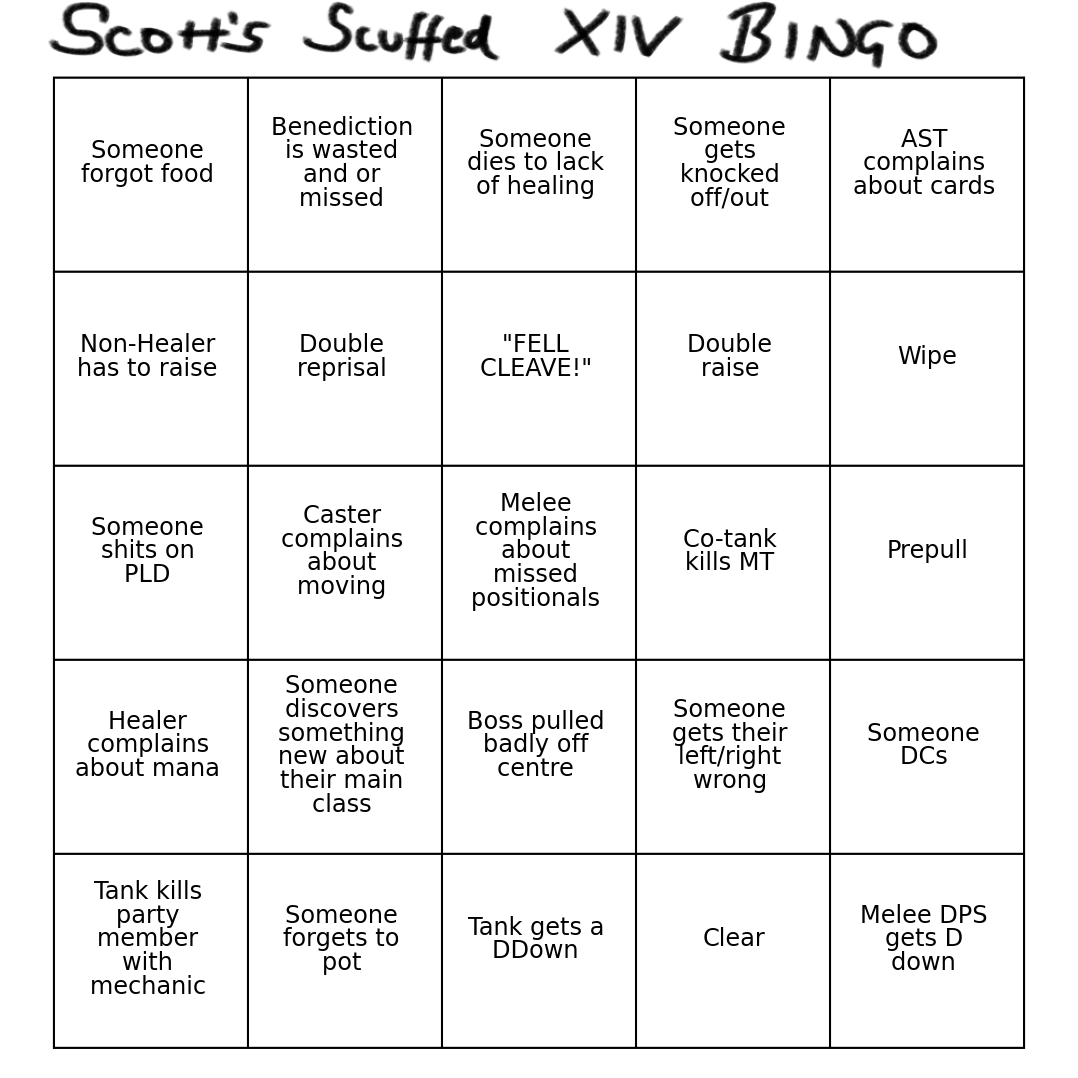 Scott's Scuffed XIV BINGO
Someone
forgot food
Benediction
is wasted
and or
missed
Someone
dies to lack
of healing
Someone
gets
knocked
off/out
AST
complains
about cards
Non-Healer
has to raise
Double
reprisal
"FELL
CLEAVE!"
Double
raise
Wipe
Someone
shits on
PLD
Caster
complains
about
moving
Melee
complains
about
missed
positionals
Co-tank
kills MT
Prepull
Healer
complains
about mana
Someone
discovers
something
new about
their main
class
Boss pulled
badly off
centre
Someone
gets their
left/right
wrong
Someone
DCs
Tank kills
party
member
with
mechanic
Someone
forgets to
pot
Tank gets a
DDown
Clear
Melee DPS
gets D
down